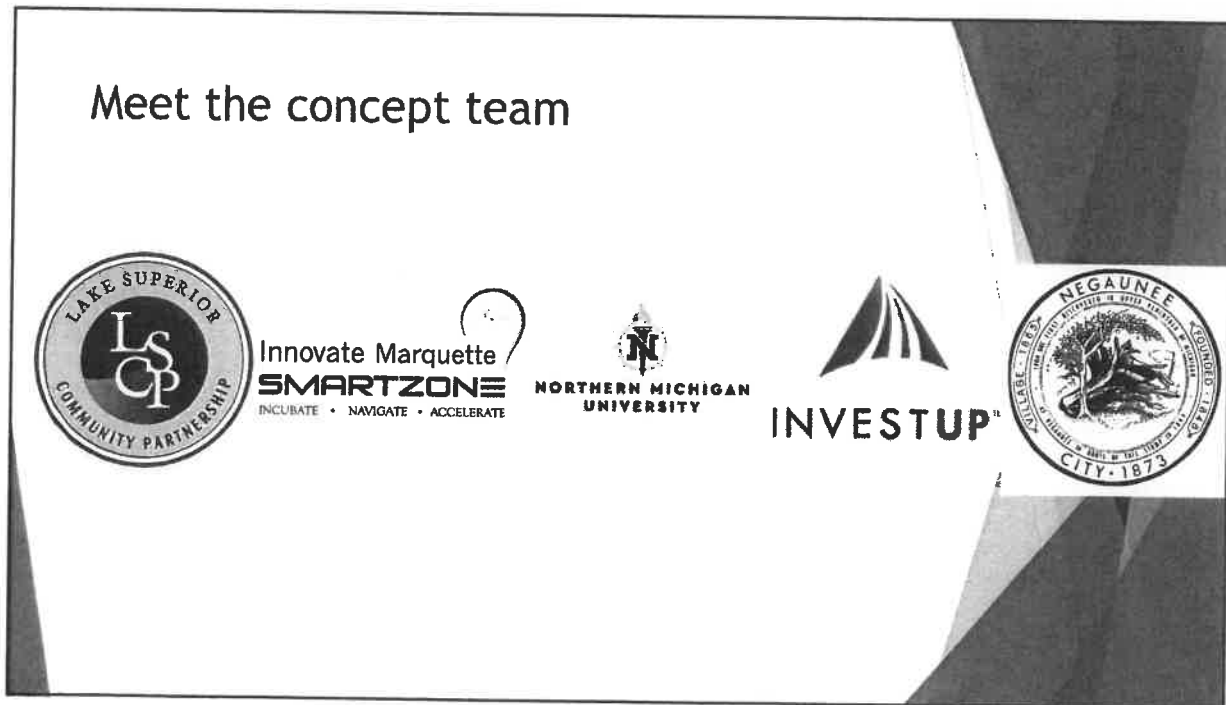 Meet the concept team
LAKE SUPERIOR
LSCP
COMMUNITY PARTNERSHIP
Innovate Marquette
SMARTZONE
INCUBATE • NAVIGATE • ACCELERATE
N
NORTHERN MICHIGAN
UNIVERSITY
INVESTUP
NEGAUNEE
VILLAGE·1865
FOUNDED·
CITY·1873